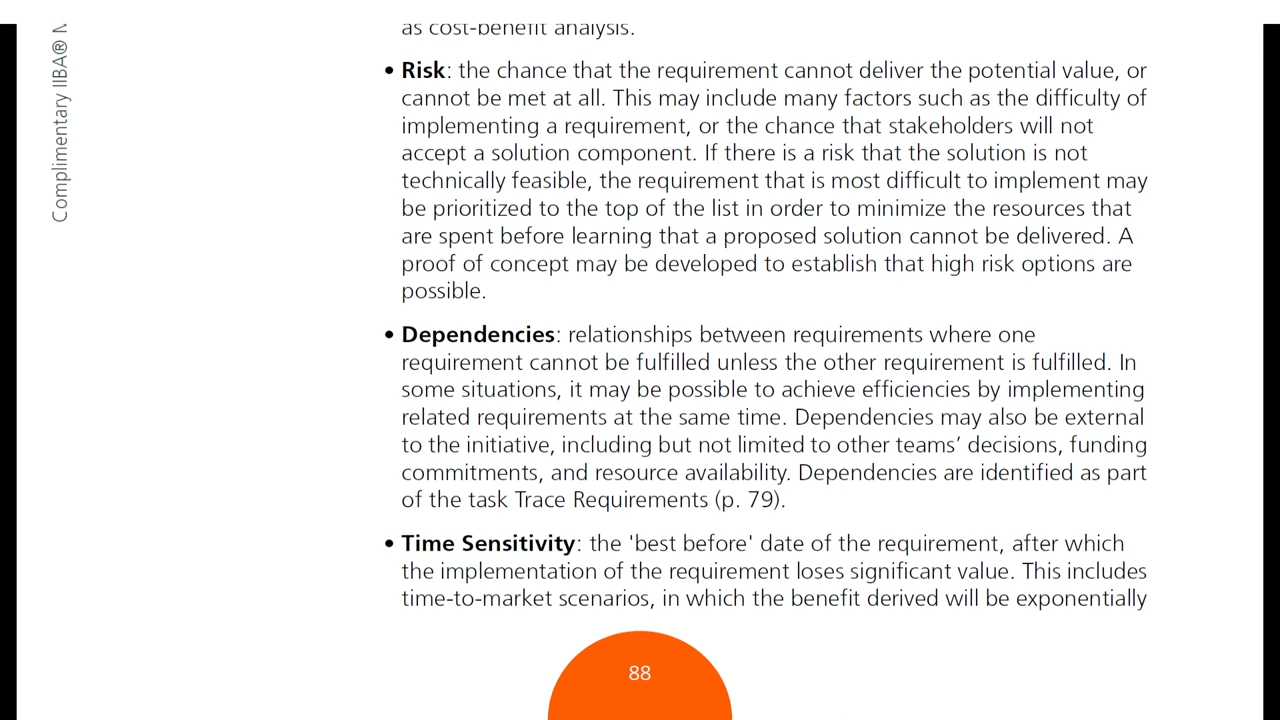 as cost-benefit analysis.
• Risk: the chance that the requirement cannot deliver the potential value, or
cannot be met at all. This may include many factors such as the difficulty of
implementing a requirement, or the chance that stakeholders will not
accept a solution component. If there is a risk that the solution is not
technically feasible, the requirement that is most difficult to implement may
be prioritized to the top of the list in order to minimize the resources that
are spent before learning that a proposed solution cannot be delivered. A
proof of concept may be developed to establish that high risk options are
possible.
• Dependencies: relationships between requirements where one
requirement cannot be fulfilled unless the other requirement is fulfilled. In
some situations, it may be possible to achieve efficiencies by implementing
related requirements at the same time. Dependencies may also be external
to the initiative, including but not limited to other teams’ decisions, funding
commitments, and resource availability. Dependencies are identified as part
of the task Trace Requirements (p. 79).
• Time Sensitivity: the 'best before' date of the requirement, after which
the implementation of the requirement loses significant value. This includes
time-to-market scenarios, in which the benefit derived will be exponentially
88
Complimentary IIBA®